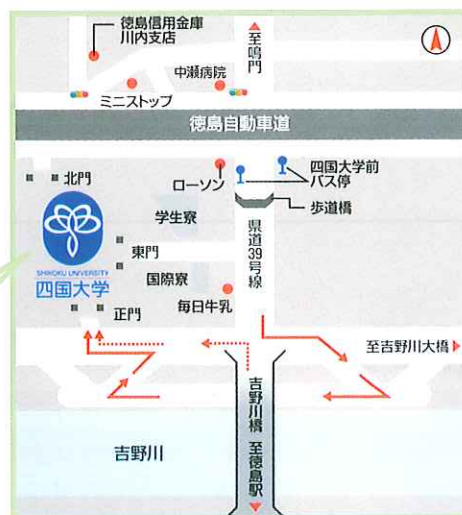 徳島信用金庫
川内支店
至鳴門
中瀬病院
ミニストップ
徳島自動車道
北門
ローソン
四国大学前
バス停
学生寮
歩道橋
東門
県道39号線
SHIKOKU UNIVERSITY
四国大学
国際寮
毎日牛乳
正門
至吉野川大橋
吉野川橋
至徳島駅
吉野川